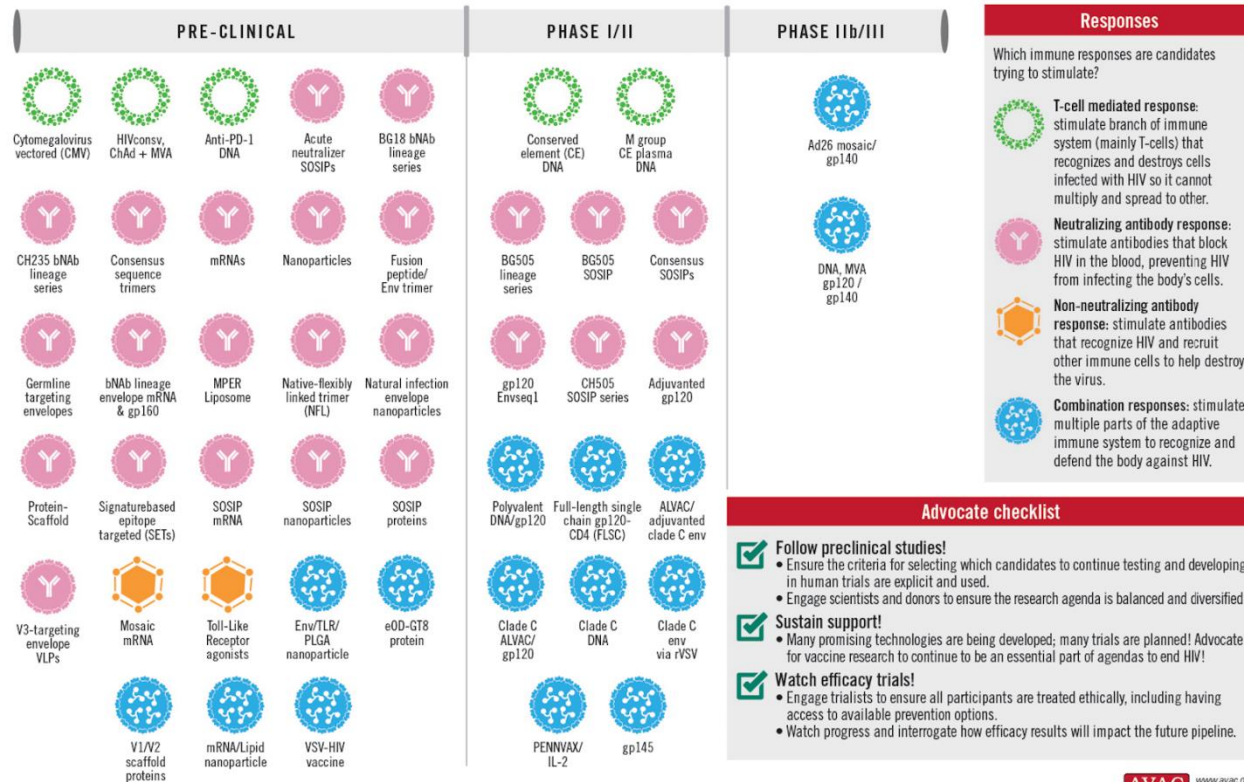 PRE-CLINICAL
PHASE I/II
PHASE IIb/III
Cytomegalovirus
vectored (CMV)
HIVconsv,
ChAd + MVA
Anti-PD-1
DNA
Acute
neutralizer
SOSIPs
BG18 bNAb
lineage
series
CH235 bNAb
lineage
series
Consensus
sequence
trimers
mRNAs
Nanoparticles
Fusion
peptide/
Env trimer
Germline
targeting
envelopes
bNAb lineage
envelope mRNA
& gp160
MPER
Liposome
Native-flexibly
linked trimer
(NFL)
Natural infection
envelope
nanoparticles
Protein-
Scaffold
Signaturebased
epitope
targeted (SETs)
SOSIP
mRNA
SOSIP
nanoparticles
SOSIP
proteins
V3-targeting
envelope
VLPs
Mosaic
mRNA
Toll-Like
Receptor
agonists
Env/TLR/
PLGA
nanoparticle
eOD-GT8
protein
V1/V2
scaffold
proteins
mRNA/Lipid
nanoparticle
VSV-HIV
vaccine
Conserved
element (CE)
DNA
M group
CE plasma
DNA
BG505
lineage
series
BG505
SOSIP
Consensus
SOSIPs
gp120
Envseq1
CH505
SOSIP series
Adjuvanted
gp120
Polyvalent
DNA/gp120
Full-length single
chain gp120-
CD4 (FLSC)
ALVAC/
adjuvanted
clade C env
Clade C
ALVAC/
gp120
Clade C
DNA
Clade C
env
via rVSV
PENNVAX/
IL-2
gp145
Ad26 mosaic/
gp140
DNA, MVA
gp120 /
gp140
Responses
Which immune responses are candidates
trying to stimulate?
T-cell mediated response:
stimulate branch of immune
system (mainly T-cells) that
recognizes and destroys cells
infected with HIV so it cannot
multiply and spread to other.
Neutralizing antibody response:
stimulate antibodies that block
HIV in the blood, preventing HIV
from infecting the body's cells.
Non-neutralizing antibody
response: stimulate antibodies
that recognize HIV and recruit
other immune cells to help destroy
the virus.
Combination responses: stimulate
multiple parts of the adaptive
immune system to recognize and
defend the body against HIV.
Advocate checklist
Follow preclinical studies!
• Ensure the criteria for selecting which candidates to continue testing and developing
in human trials are explicit and used.
• Engage scientists and donors to ensure the research agenda is balanced and diversified
Sustain support!
• Many promising technologies are being developed; many trials are planned! Advocate
for vaccine research to continue to be an essential part of agendas to end HIV!
Watch efficacy trials!
• Engage trialists to ensure all participants are treated ethically, including having
access to available prevention options.
• Watch progress and interrogate how efficacy results will impact the future pipeline.
AVAC